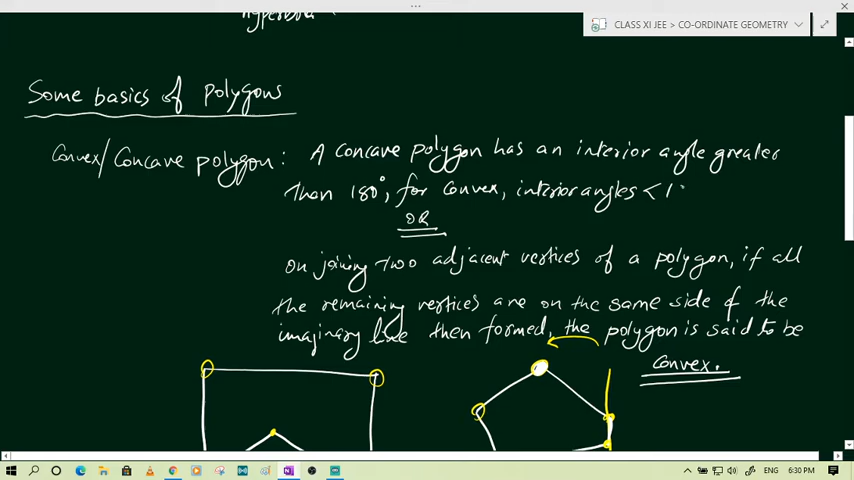 hyperbola
CLASS XI JEE > CO-ORDINATE GEOMETRY
Some basics of polygons
Convex/Concave polygon: A concave polygon has an interior angle greater
than 180°, for convex, interior angles < 1
OR
On joining two adjacent vertices of a polygon, if all
the remaining vertices are on the same side of the
imaginary line then formed, the polygon is said to be
convex.
ENG 6:30 PM